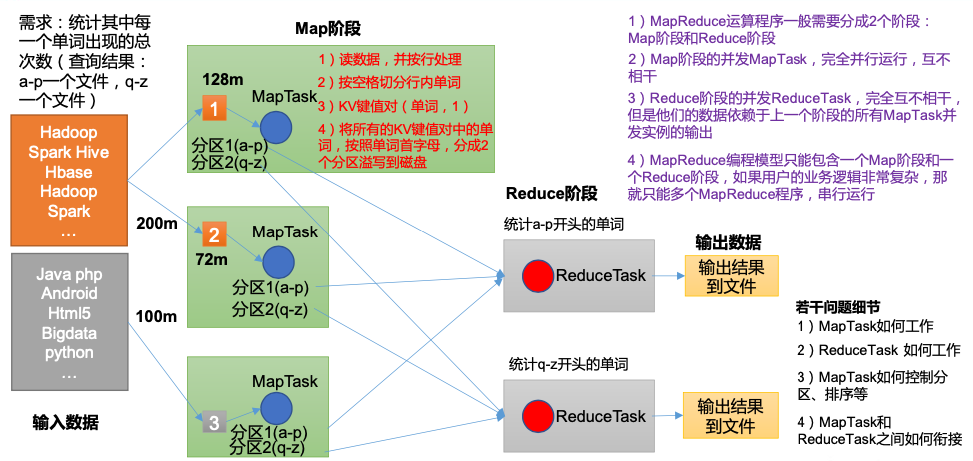 需求：统计其中每
一个单词出现的总
次数（查询结果：
a-p一个文件，q-z
一个文件）
Hadoop
Spark Hive
Hbase
Hadoop
Spark
…
200m
Java php
Android
Html5
Bigdata
python
…
100m
输入数据
Map阶段
128m
1
MapTask
分区1(a-p)
分区2(q-z)
1）读数据，并按行处理
2）按空格切分行内单词
3）KV键值对（单词，1）
4）将所有的KV键值对中的单
词，按照单词首字母，分成2
个分区溢写到磁盘
2
72m
MapTask
分区1(a-p)
分区2(q-z)
3
MapTask
分区1(a-p)
分区2(q-z)
Reduce阶段
统计a-p开头的单词
ReduceTask
统计q-z开头的单词
ReduceTask
输出数据
输出结果
到文件
输出结果
到文件
1）MapReduce运算程序一般需要分成2个阶段：
Map阶段和Reduce阶段
2）Map阶段的并发MapTask，完全并行运行，互不
相干
3）Reduce阶段的并发ReduceTask，完全互不相干，
但是他们的数据依赖于上一个阶段的所有MapTask并
发实例的输出
4）MapReduce编程模型只能包含一个Map阶段和一
个Reduce阶段，如果用户的业务逻辑非常复杂，那
就只能多个MapReduce程序，串行运行
若干问题细节
1）MapTask如何工作
2）ReduceTask 如何工作
3）MapTask如何控制分
区、排序等
4）MapTask和
ReduceTask之间如何衔接